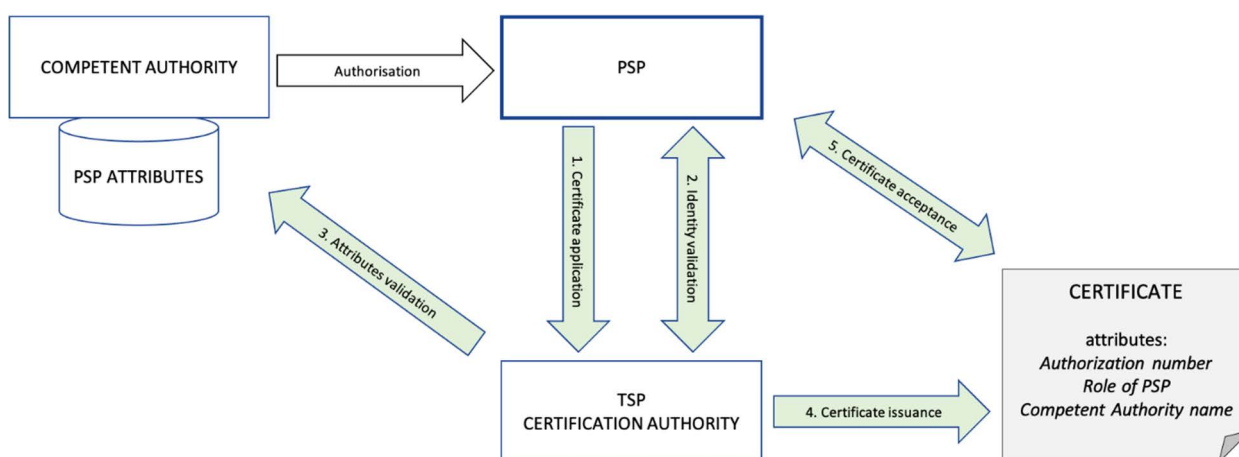 COMPETENT AUTHORITY
Authorisation
PSP
PSP ATTRIBUTES
1. Certificate application
2. Identity validation
3. Attributes validation
5. Certificate acceptance
TSP
CERTIFICATION AUTHORITY
4. Certificate issuance
CERTIFICATE
attributes:
Authorization number
Role of PSP
Competent Authority name